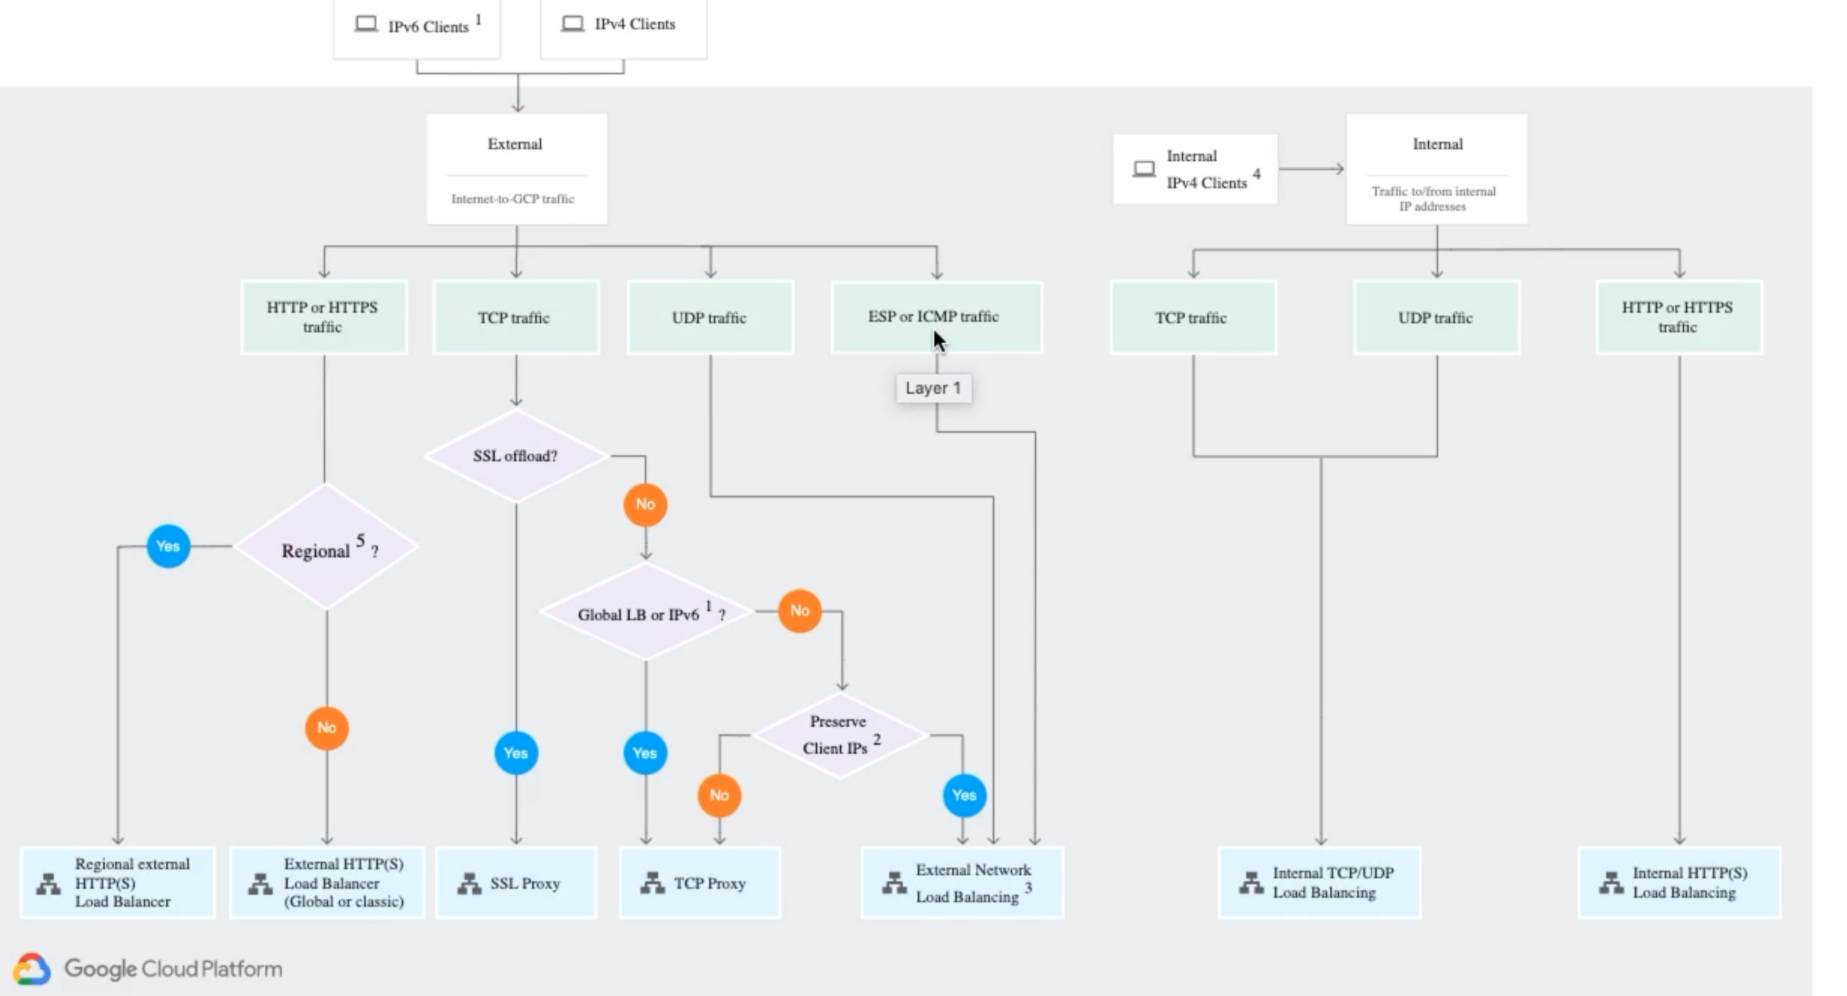 IPv6 Clients 1
IPv4 Clients
External
Internet-to-GCP traffic
Internal
IPv4 Clients 4
Internal
Traffic to/from internal
IP addresses
HTTP or HTTPS
traffic
TCP traffic
UDP traffic
ESP or ICMP traffic
TCP traffic
UDP traffic
HTTP or HTTPS
traffic
Layer 1
SSL offload?
No
Yes
Regional 5 ?
Global LB or IPv6 1 ?
No
No
Preserve
Client IPs 2
Yes
Yes
No
Yes
Regional external
HTTP(S)
Load Balancer
External HTTP(S)
Load Balancer
(Global or classic)
SSL Proxy
TCP Proxy
External Network
Load Balancing 3
Internal TCP/UDP
Load Balancing
Internal HTTP(S)
Load Balancing
Google Cloud Platform